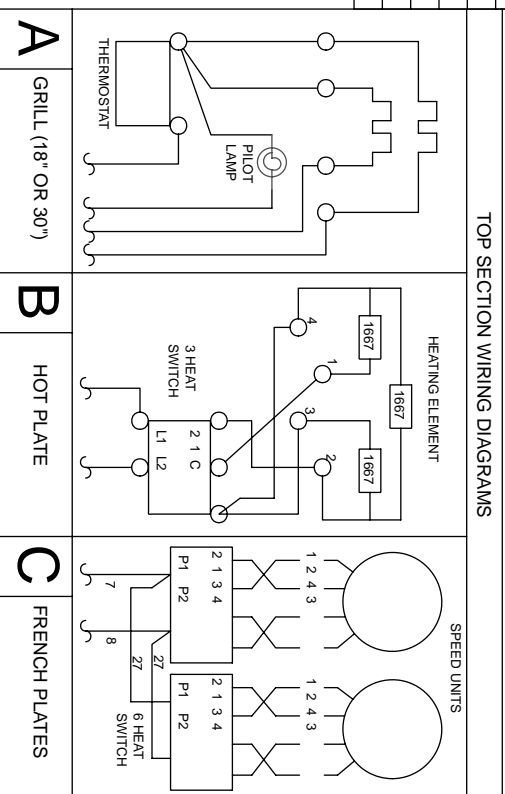 TOP SECTION WIRING DIAGRAMS
THERMOSTAT
PILOT
LAMP
A
GRILL (18" OR 30")
HEATING ELEMENT
1667
1667
1667
4
1
3
2
3 HEAT
SWITCH
2 1 C
L1 L2
B
HOT PLATE
SPEED UNITS
1 2 4 3
1 2 4 3
2 1 3 4
2 1 3 4
P1 P2
P1 P2
7
8
27
27
6 HEAT
SWITCH
C
FRENCH PLATES